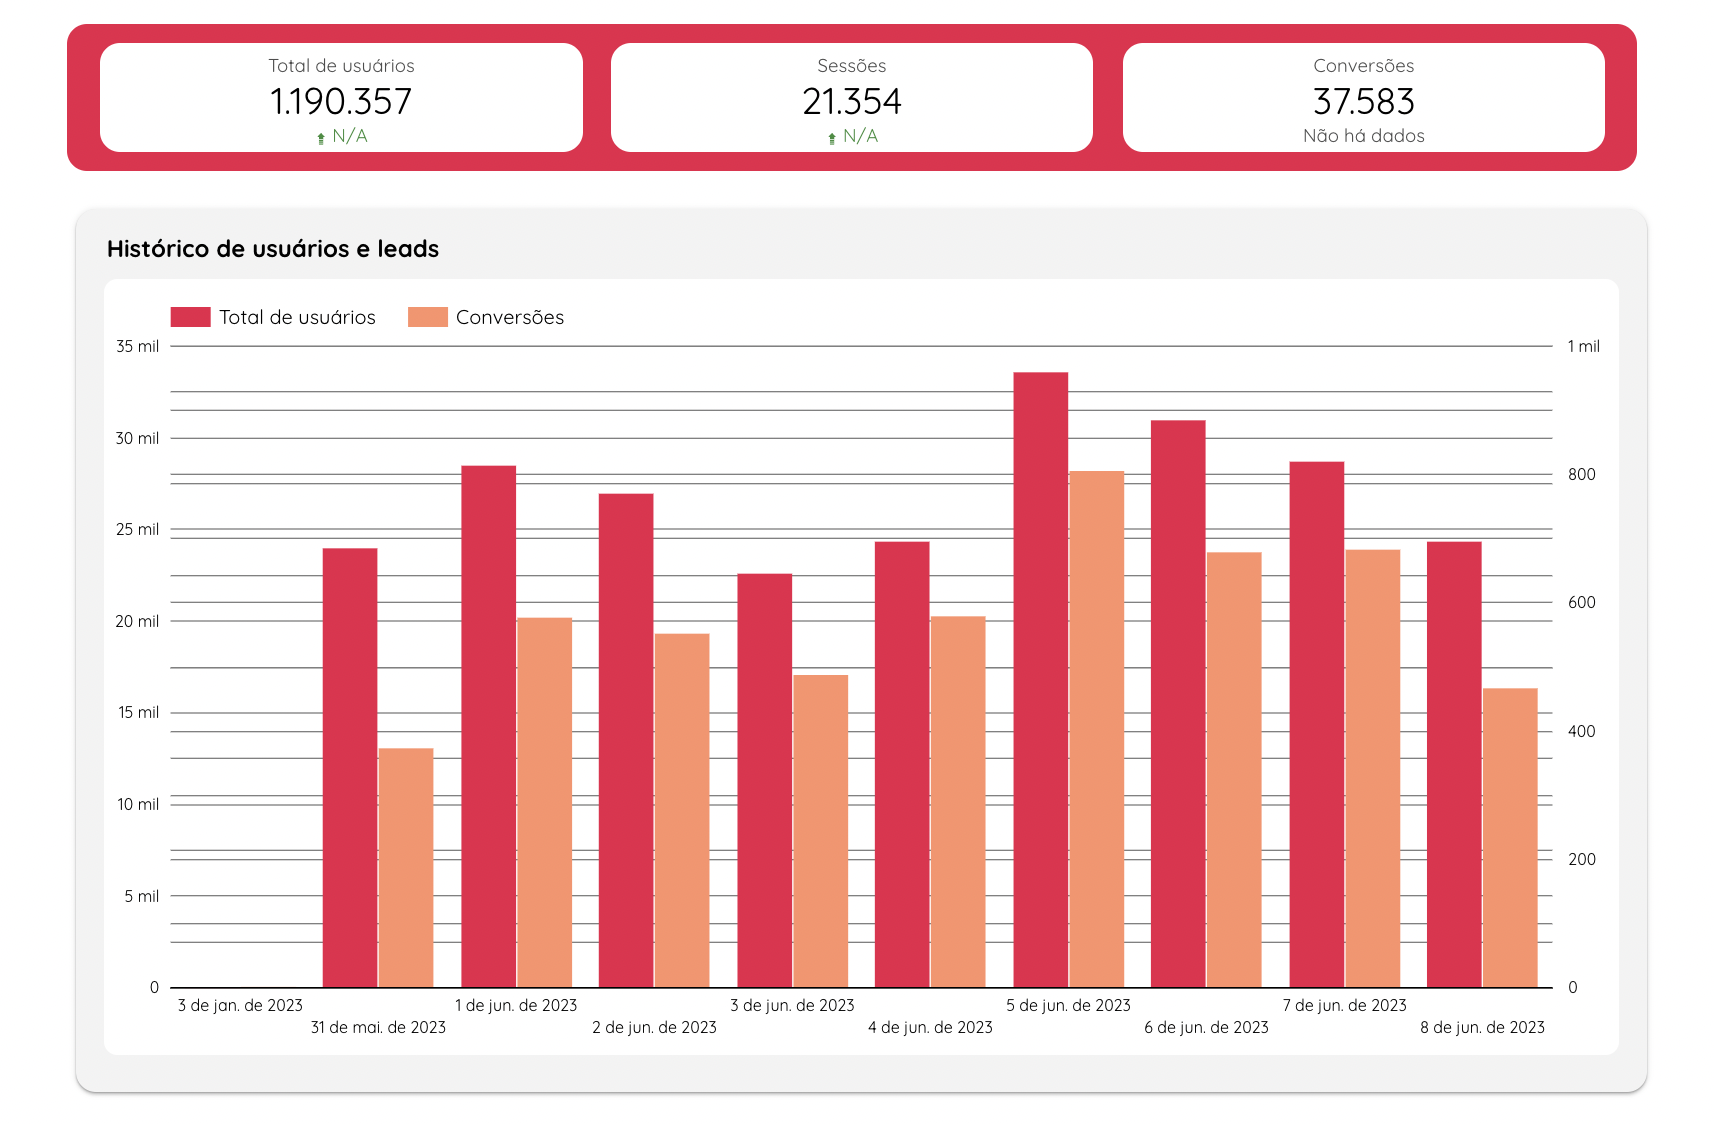 Total de usuários
1.190.357
N/A
Sessões
21.354
N/A
Conversões
37.583
Não há dados
Histórico de usuários e leads
Total de usuários
Conversões
35 mil
30 mil
25 mil
20 mil
15 mil
10 mil
5 mil
0
1 mil
800
600
400
200
0
3 de jan. de 2023
31 de mai. de 2023
1 de jun. de 2023
2 de jun. de 2023
3 de jun. de 2023
4 de jun. de 2023
5 de jun. de 2023
6 de jun. de 2023
7 de jun. de 2023
8 de jun. de 2023